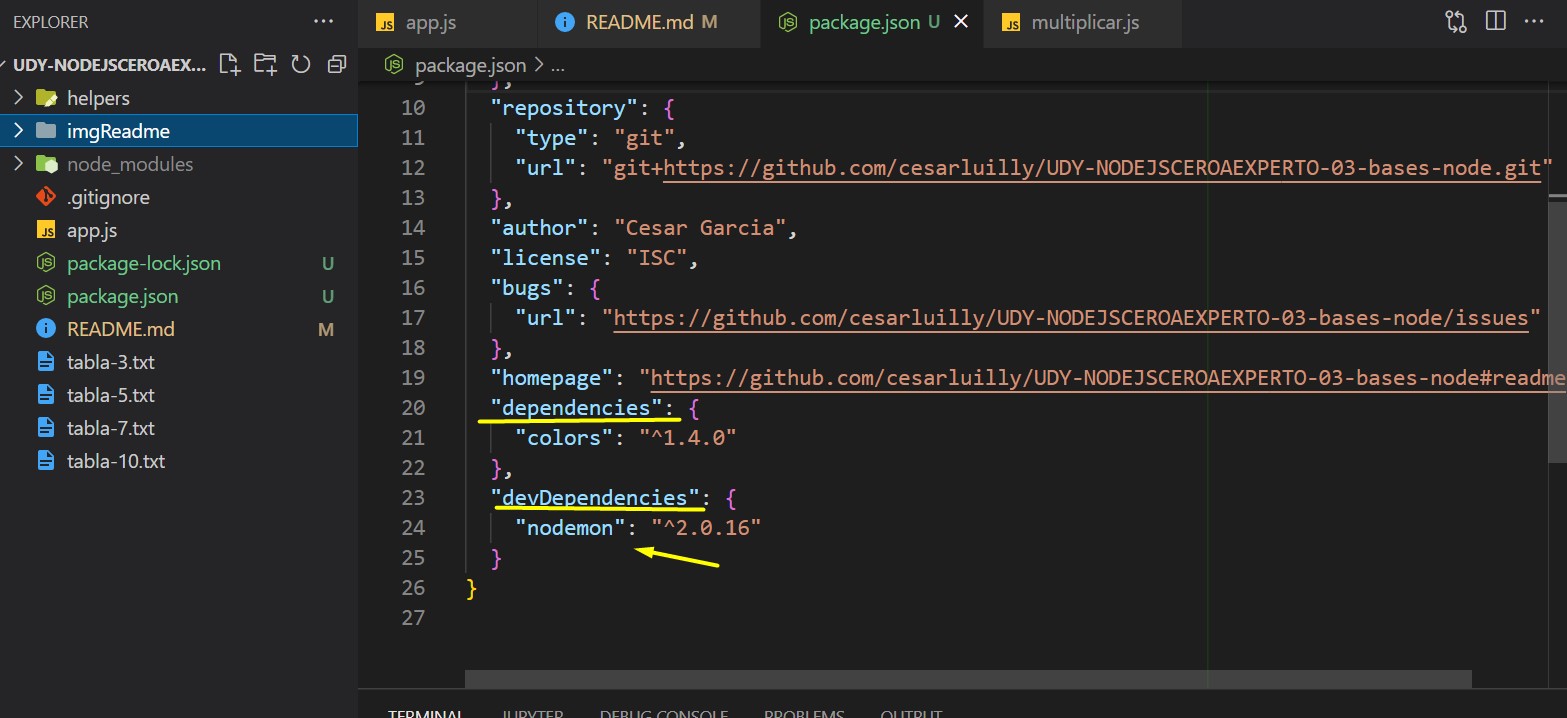 EXPLORER
UDY-NODEJSCEROAEX...
helpers
imgReadme
node_modules
.gitignore
app.js
package-lock.json U
package.json U
README.md M
tabla-3.txt
tabla-5.txt
tabla-7.txt
tabla-10.txt
app.js README.md M package.json U multiplicar.js
package.json > ...
9 },
10 "repository": {
11 "type": "git",
12 "url": "git+https://github.com/cesarluilly/UDY-NODEJSCEROAEXPERTO-03-bases-node.git"
13 },
14 "author": "Cesar Garcia",
15 "license": "ISC",
16 "bugs": {
17 "url": "https://github.com/cesarluilly/UDY-NODEJSCEROAEXPERTO-03-bases-node/issues"
18 },
19 "homepage": "https://github.com/cesarluilly/UDY-NODEJSCEROAEXPERTO-03-bases-node#readme
20 "dependencies": {
21 "colors": "^1.4.0"
22 },
23 "devDependencies": {
24 "nodemon": "^2.0.16"
25 }
26 }
27
TERMINAL JUPYTER DEBUG CONSOLE PROBLEMS OUTPUT